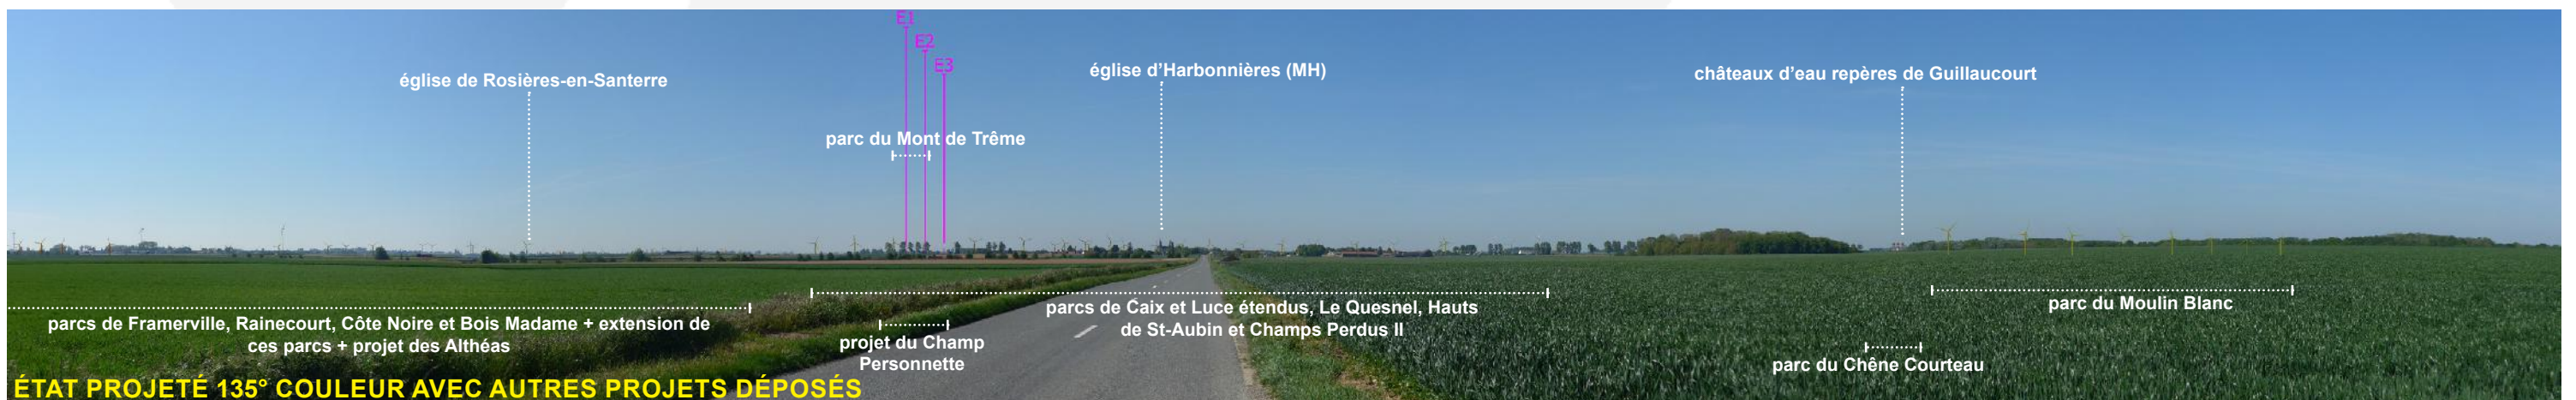 E1
E2
E3
église de Rosières-en-Santerre
église d'Harbonnières (MH)
châteaux d'eau repères de Guillaucourt
parc du Mont de Trême
parcs de Framerville, Rainecourt, Côte Noire et Bois Madame + extension de
ces parcs + projet des Althéas
parcs de Caix et Luce étendus, Le Quesnel, Hauts
de St-Aubin et Champs Perdus II
parc du Moulin Blanc
projet du Champ
Personnette
parc du Chêne Courteau
ÉTAT PROJETÉ 135° COULEUR AVEC AUTRES PROJETS DÉPOSÉS